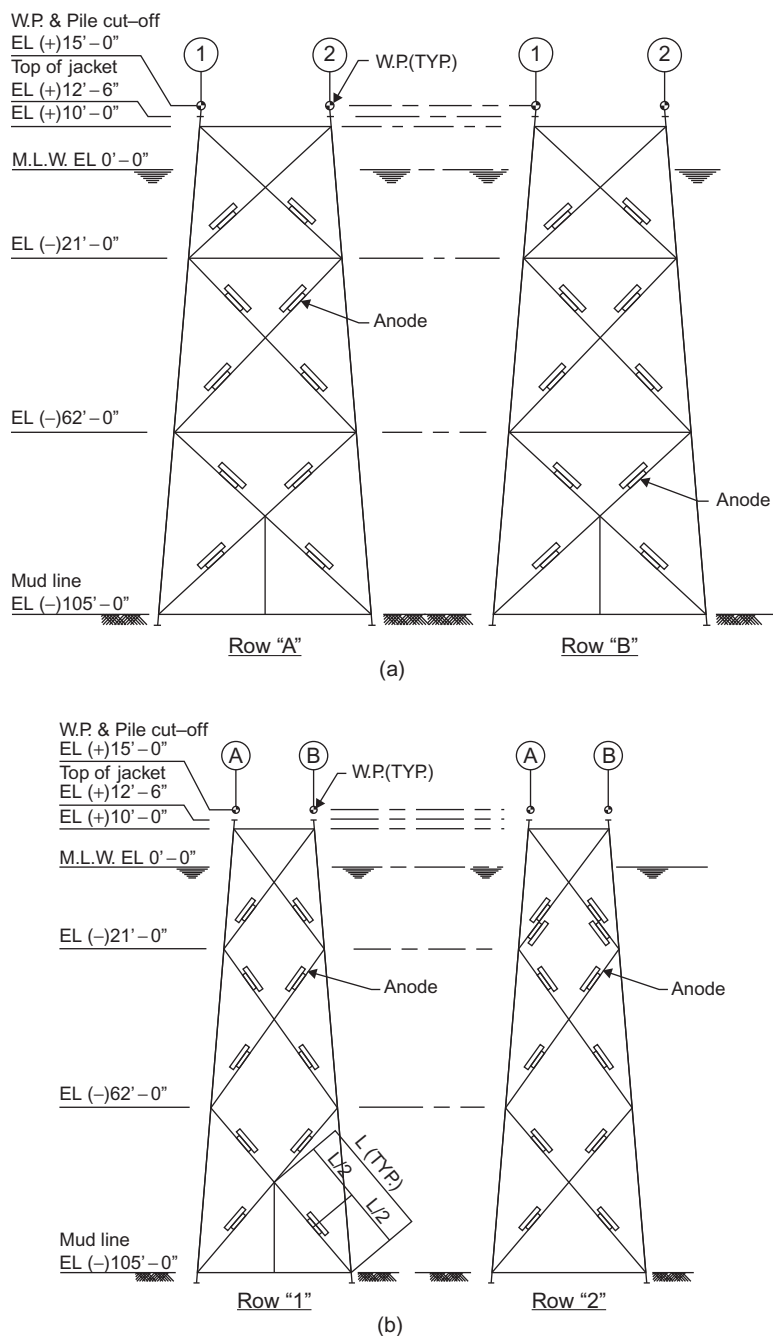 W.P. & Pile cut–off
EL (+)15’–0”
Top of jacket
EL (+)12’–6”
EL (+)10’–0”
1
2
W.P.(TYP.)
1
2
M.L.W. EL 0’–0”
EL (–)21’–0”
Anode
EL (–)62’–0”
Anode
Mud line
EL (–)105’–0”
Row “A”
Row “B”
(a)
W.P. & Pile cut–off
EL (+)15’–0”
Top of jacket
EL (+)12’–6”
EL (+)10’–0”
A
B
W.P.(TYP.)
A
B
M.L.W. EL 0’–0”
EL (–)21’–0”
Anode
Anode
EL (–)62’–0”
L (TYP.)
L/2
L/2
Mud line
EL (–)105’–0”
Row “1”
Row “2”
(b)